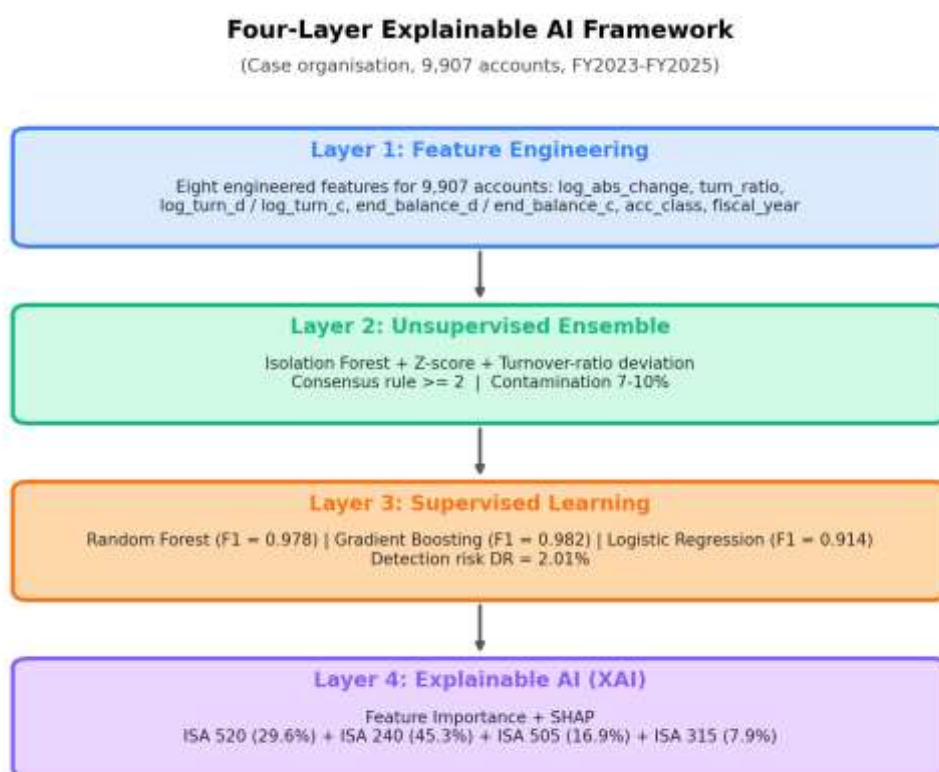 Four-Layer Explainable AI Framework
(Case organisation, 9,907 accounts, FY2023-FY2025)
Layer 1: Feature Engineering
Eight engineered features for 9,907 accounts: log_abs_change, turn_ratio,
log_turn_d / log_turn_c, end_balance_d / end_balance_c, acc_class, fiscal_year
Layer 2: Unsupervised Ensemble
Isolation Forest + Z-score + Turnover-ratio deviation
Consensus rule >= 2 | Contamination 7-10%
Layer 3: Supervised Learning
Random Forest (F1 = 0.978) | Gradient Boosting (F1 = 0.982) | Logistic Regression (F1 = 0.914)
Detection risk DR = 2.01%
Layer 4: Explainable AI (XAI)
Feature Importance + SHAP
ISA 520 (29.6%) + ISA 240 (45.3%) + ISA 505 (16.9%) + ISA 315 (7.9%)